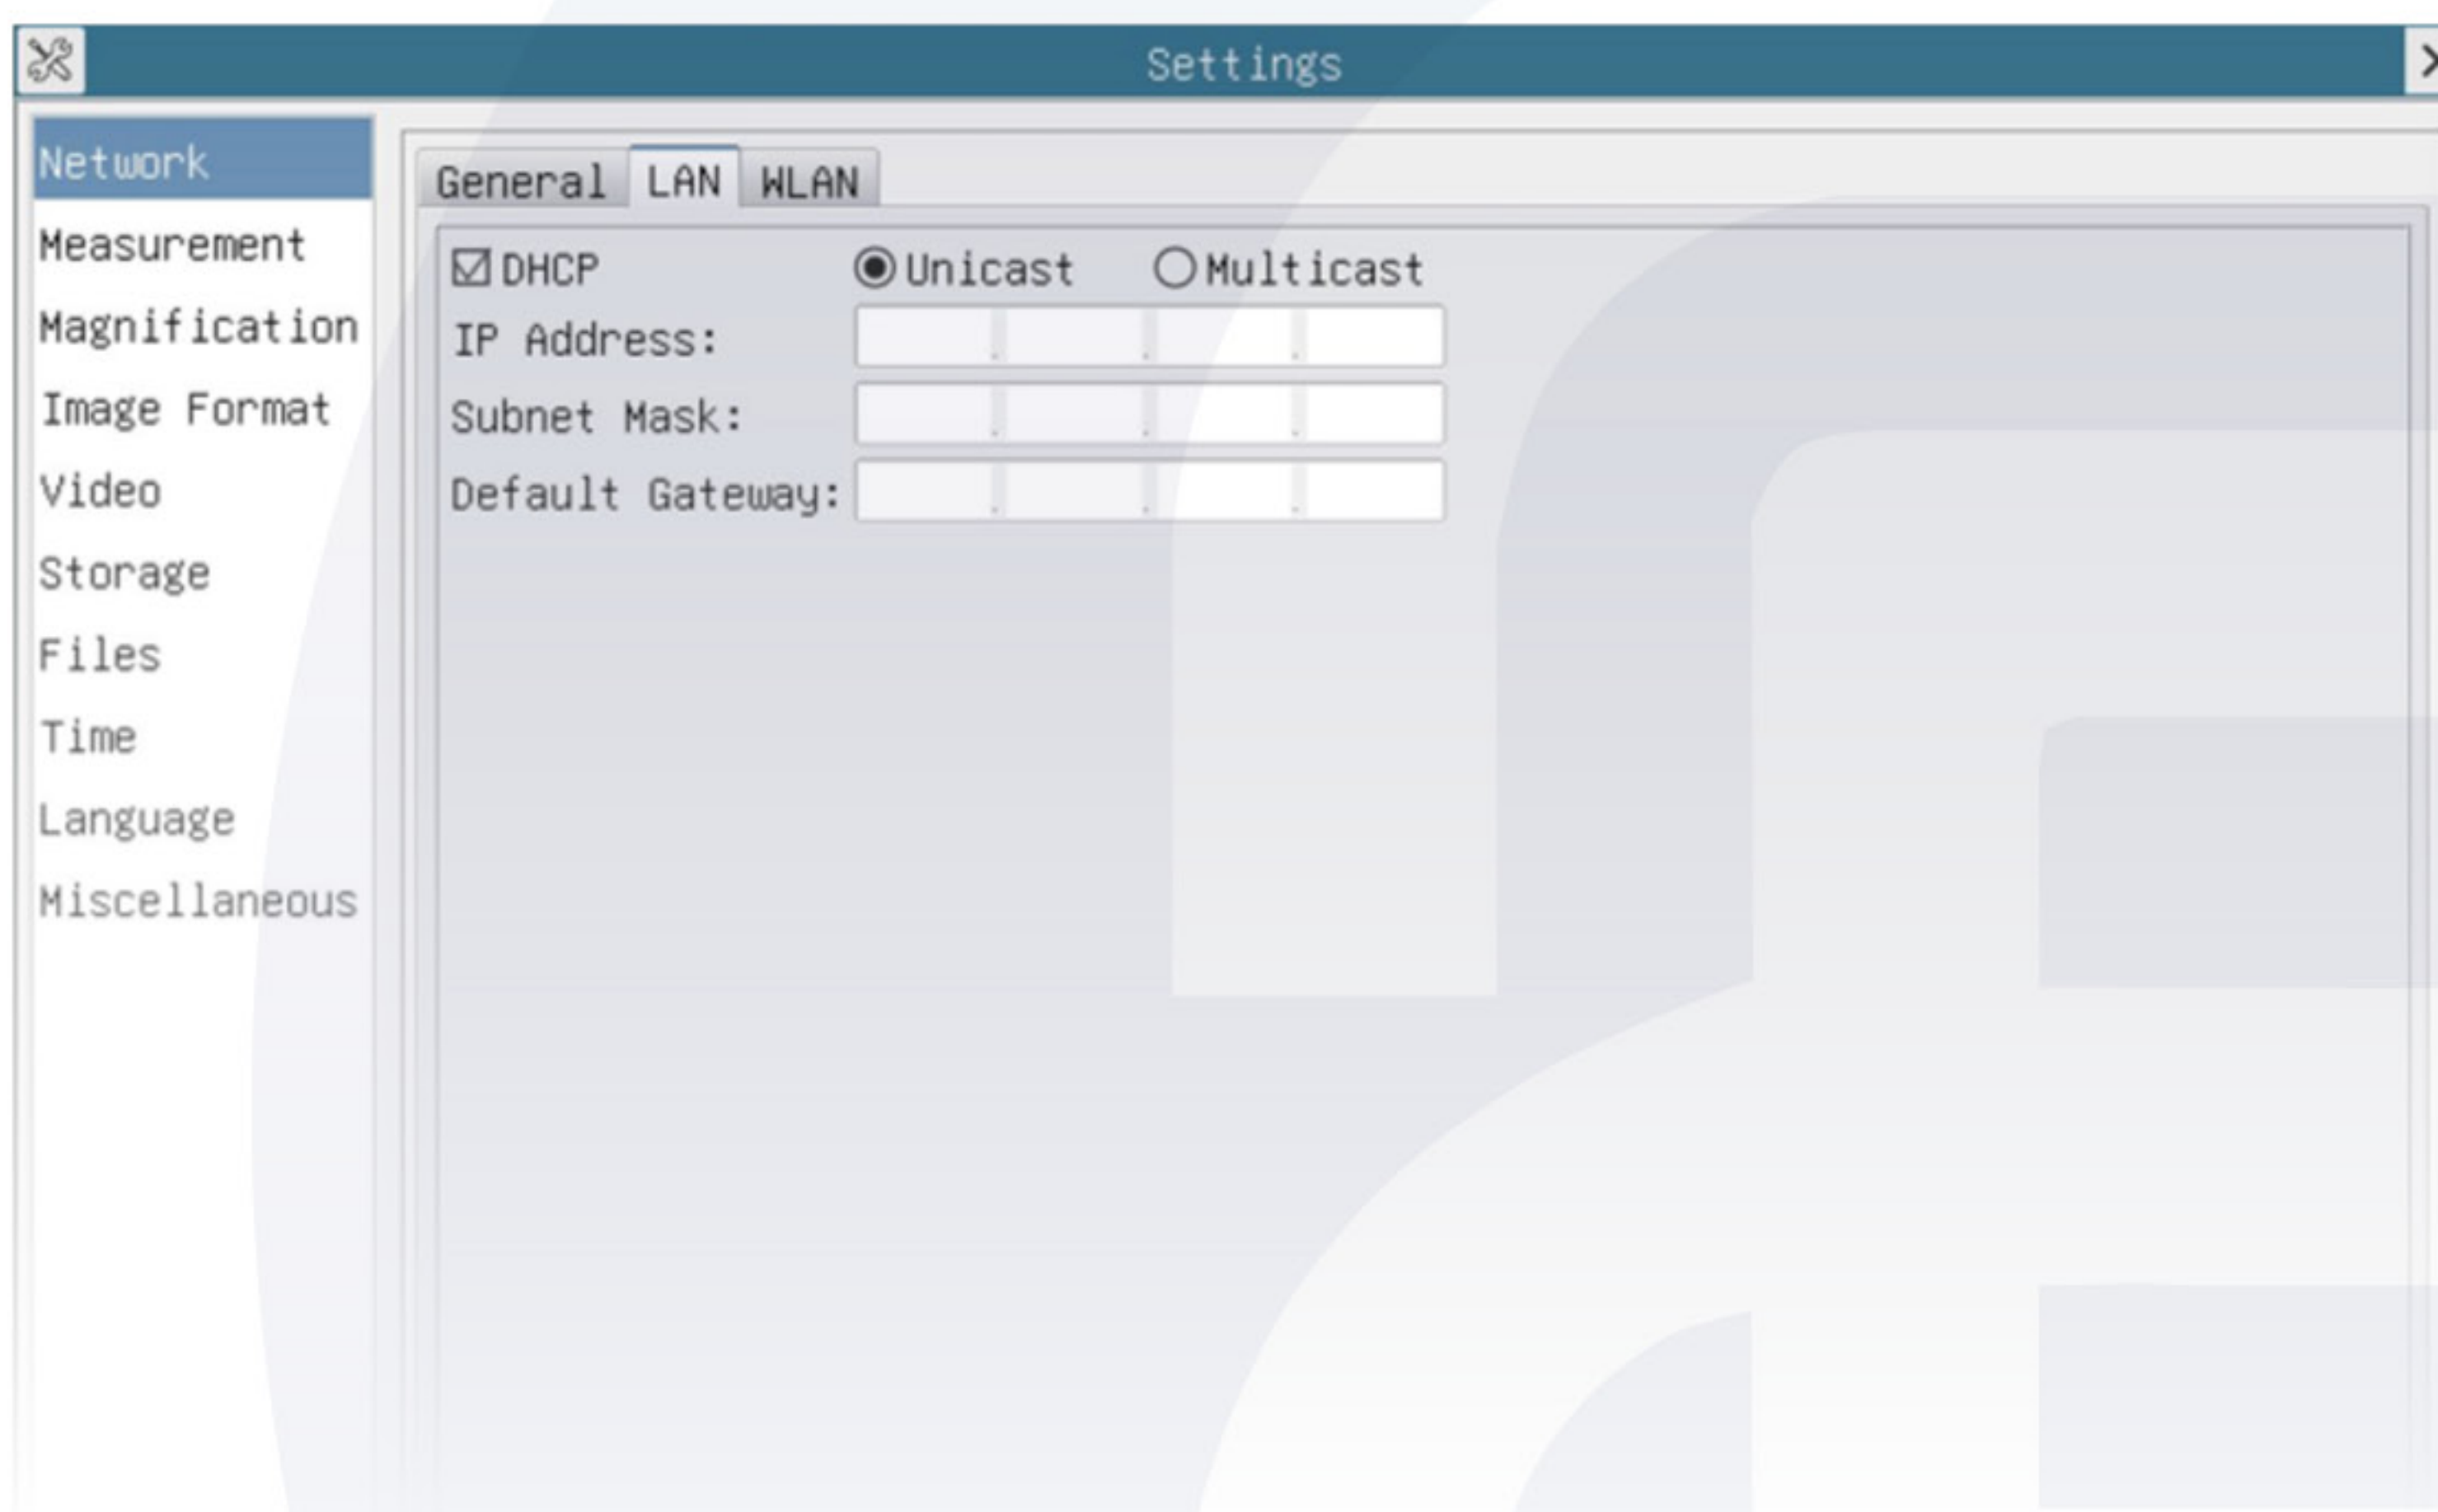 Settings
Network
Measurement
Magnification
Image Format
Video
Storage
Files
Time
Language
Miscellaneous
General LAN WLAN
DHCP Unicast Multicast
IP Address: . . .
Subnet Mask: . . .
Default Gateway: . . .